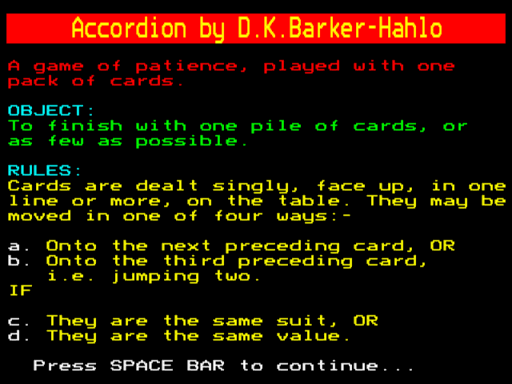 Accordion by D.K.Barker-Hahlo
A game of patience, played with one
pack of cards.
OBJECT:
To finish with one pile of cards, or
as few as possible.
RULES:
Cards are dealt singly, face up, in one
line or more, on the table. They may be
moved in one of four ways:-
a. Onto the next preceding card, OR
b. Onto the third preceding card,
i.e. jumping two.
IF
c. They are the same suit, OR
d. They are the same value.
Press SPACE BAR to continue...